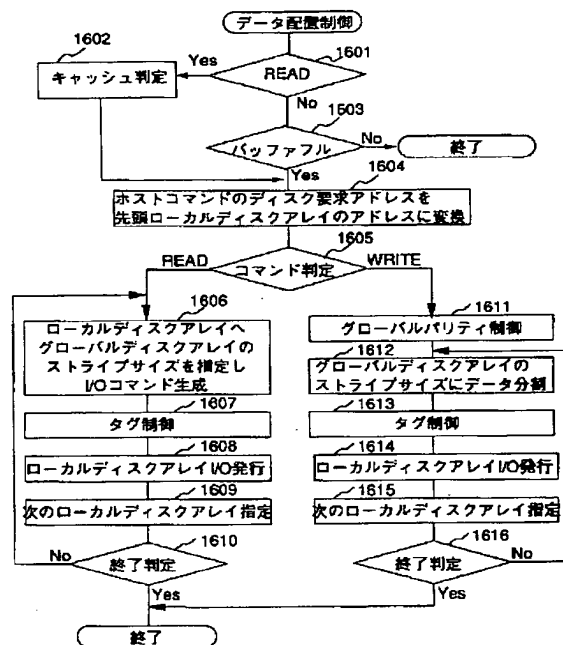 データ配置制御
1602
1601
Yes
キャッシュ判定
READ
No
1603
バッファフル
No
終了
Yes
1604
ホストコマンドのディスク要求アドレスを
先頭ローカルディスクアレイのアドレスに変換
1605
READ
コマンド判定
WRITE
1606
ローカルディスクアレイへ
グローバルディスクアレイの
ストライプサイズを指定し
I/Oコマンド生成
1607
タグ制御
1608
ローカルディスクアレイI/O発行
1609
次のローカルディスクアレイ指定
1610
No
終了判定
Yes
1611
グローバルパリティ制御
1612
グローバルディスクアレイの
ストライプサイズにデータ分割
1613
タグ制御
1614
ローカルディスクアレイI/O発行
1615
次のローカルディスクアレイ指定
1616
終了判定
No
Yes
終了